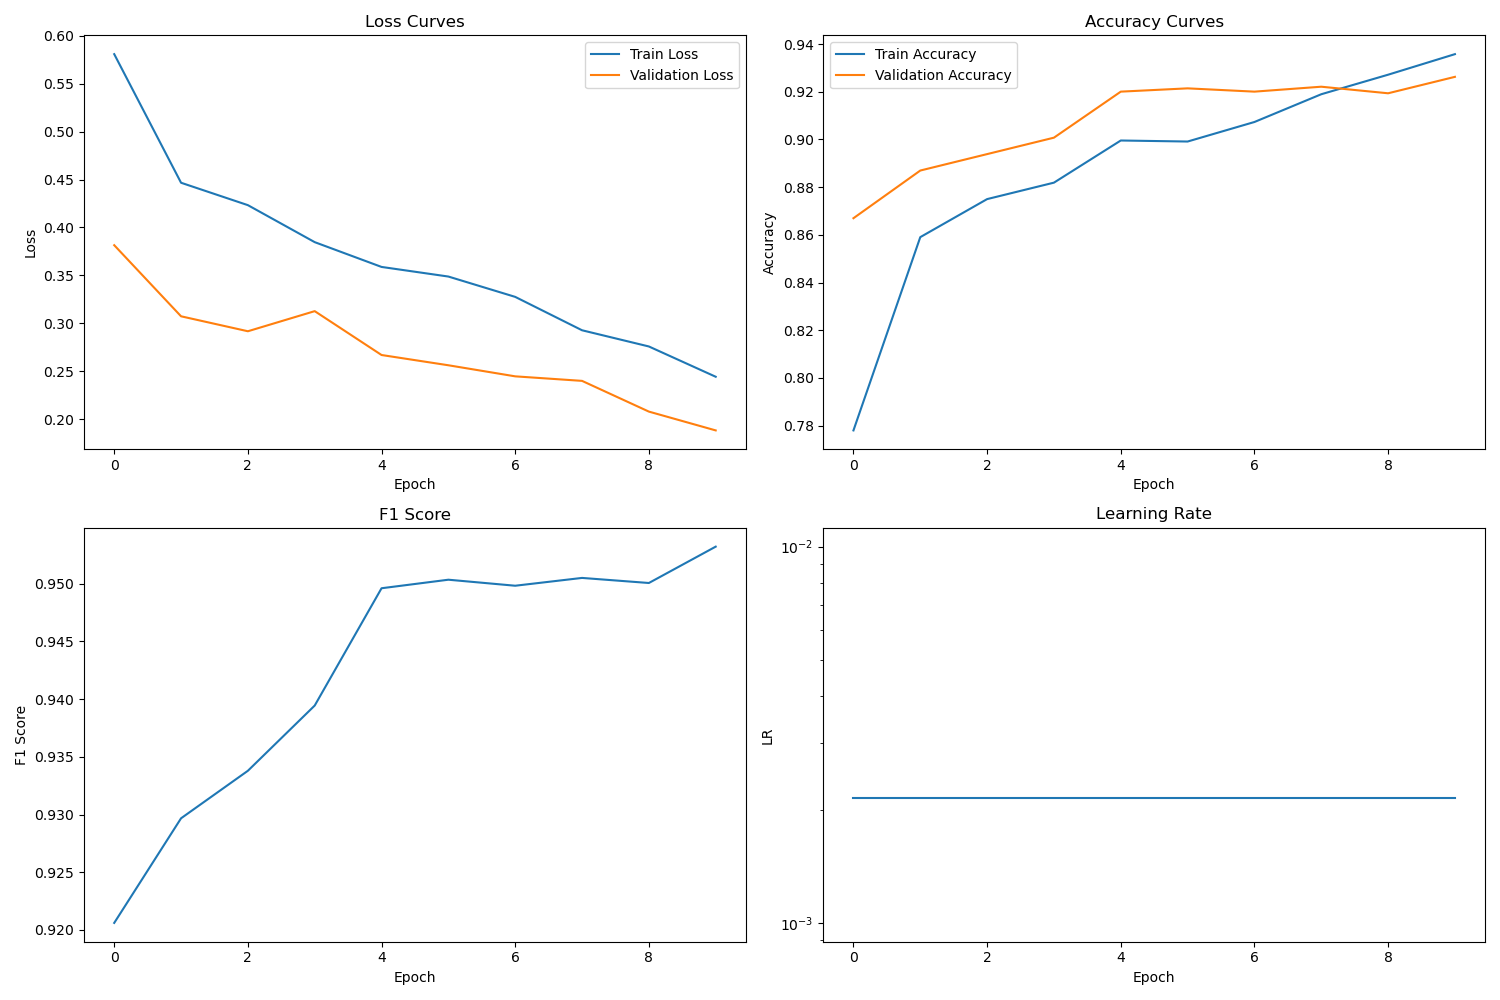 Loss Curves
0.60
0.55
0.50
0.45
0.40
0.35
0.30
0.25
0.20
Loss
Train Loss
Validation Loss
0 2 4 6 8
Epoch
Accuracy Curves
0.94
0.92
0.90
0.88
0.86
0.84
0.82
0.80
0.78
Accuracy
Train Accuracy
Validation Accuracy
0 2 4 6 8
Epoch
F1 Score
0.950
0.945
0.940
0.935
0.930
0.925
0.920
F1 Score
0 2 4 6 8
Epoch
Learning Rate
10⁻²
10⁻³
LR
0 2 4 6 8
Epoch